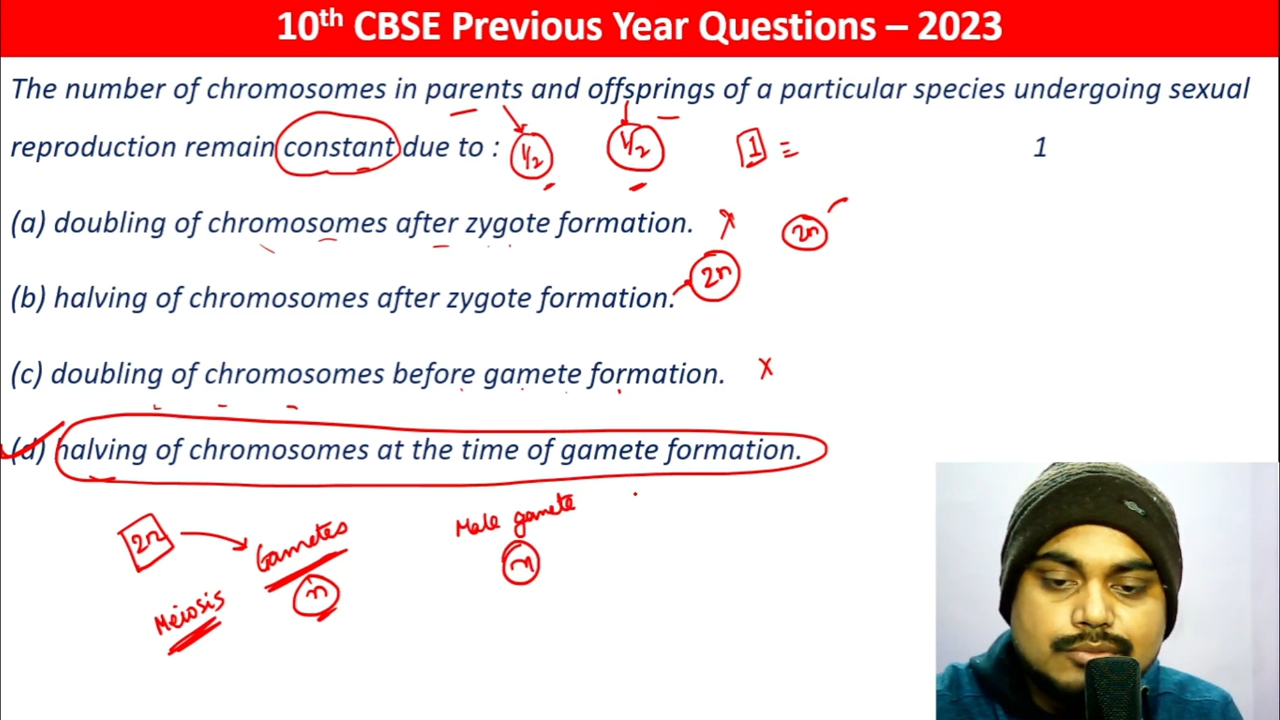 10th CBSE Previous Year Questions – 2023
The number of chromosomes in parents and offsprings of a particular species undergoing sexual
reproduction remain constant due to : 1/2 1/2 1 = 1
(a) doubling of chromosomes after zygote formation. x 2n
(b) halving of chromosomes after zygote formation. 2n
(c) doubling of chromosomes before gamete formation. x
(d) halving of chromosomes at the time of gamete formation.
2n Gametes Male gamete
Meiosis n n